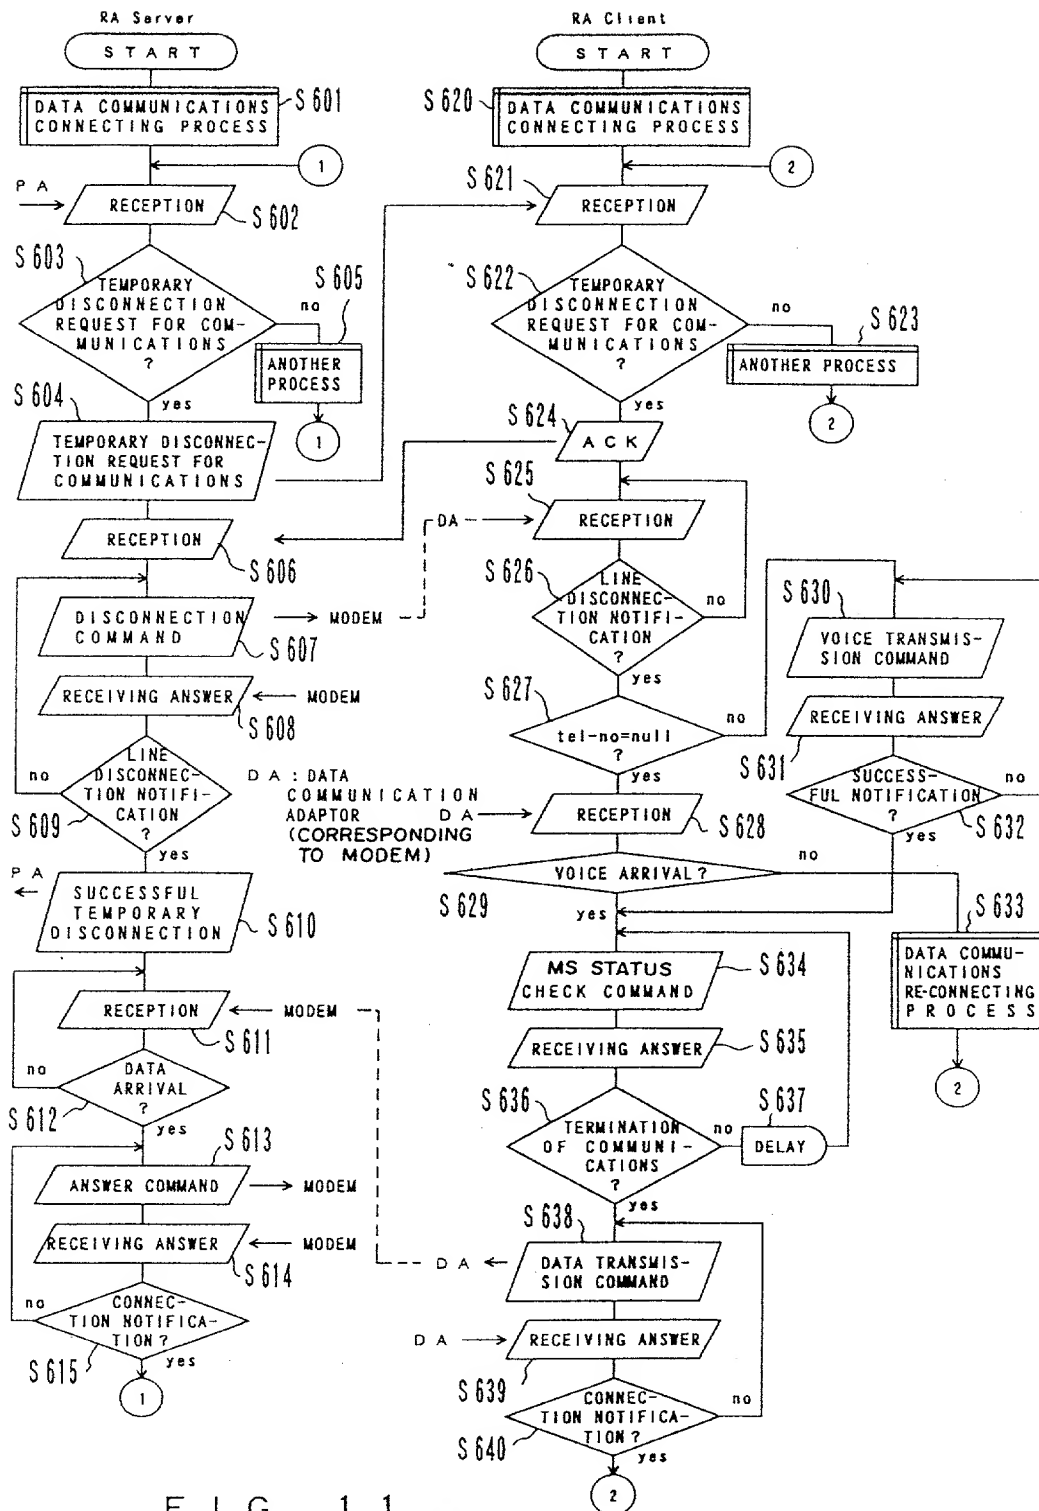 RA Server
START
S601
DATA COMMUNICATIONS
CONNECTING PROCESS
1
PA
RECEPTION
S602
S603
TEMPORARY
DISCONNECTION
REQUEST FOR COM-
MUNICATIONS
?
no
yes
S605
ANOTHER
PROCESS
1
S604
TEMPORARY DISCONNEC-
TION REQUEST FOR
COMMUNICATIONS
RECEPTION
S606
DISCONNECTION
COMMAND
S607
MODEM
RECEIVING ANSWER
S608
MODEM
LINE
DISCONNEC-
TION NOTIFI-
CATION
?
no
S609
yes
PA
SUCCESSFUL
TEMPORARY
DISCONNECTION
S610
RECEPTION
S611
MODEM
DATA
ARRIVAL
?
no
S612
yes
S613
ANSWER COMMAND
MODEM
RECEIVING ANSWER
S614
MODEM
CONNEC-
TION NOTIFICA-
TION?
no
S615
yes
1
RA Client
START
S620
DATA COMMUNICATIONS
CONNECTING PROCESS
2
S621
RECEPTION
S622
TEMPORARY
DISCONNECTION
REQUEST FOR COM-
MUNICATIONS
?
no
yes
S623
ANOTHER PROCESS
2
S624
ACK
S625
DA
RECEPTION
S626
LINE
DISCONNEC-
TION NOTIFI-
CATION
?
no
yes
S627
tel-no=null
?
no
yes
DA : DATA
COMMUNICATION
ADAPTOR
(CORRESPONDING
TO MODEM)
DA
RECEPTION
S628
VOICE ARRIVAL?
S629
no
yes
S630
VOICE TRANSMIS-
SION COMMAND
RECEIVING ANSWER
S631
SUCCESS-
FUL NOTIFICATION
?
no
S632
yes
S633
DATA COMMU-
NICATIONS
RE-CONNECTING
PROCESS
2
MS STATUS
CHECK COMMAND
S634
RECEIVING ANSWER
S635
S636
TERMINATION
OF COMMUNI-
CATIONS
?
no
yes
S637
DELAY
S638
DA
DATA TRANSMIS-
SION COMMAND
DA
RECEIVING ANSWER
S639
CONNEC-
TION NOTIFICA-
TION?
no
S640
yes
2
FIG. 11